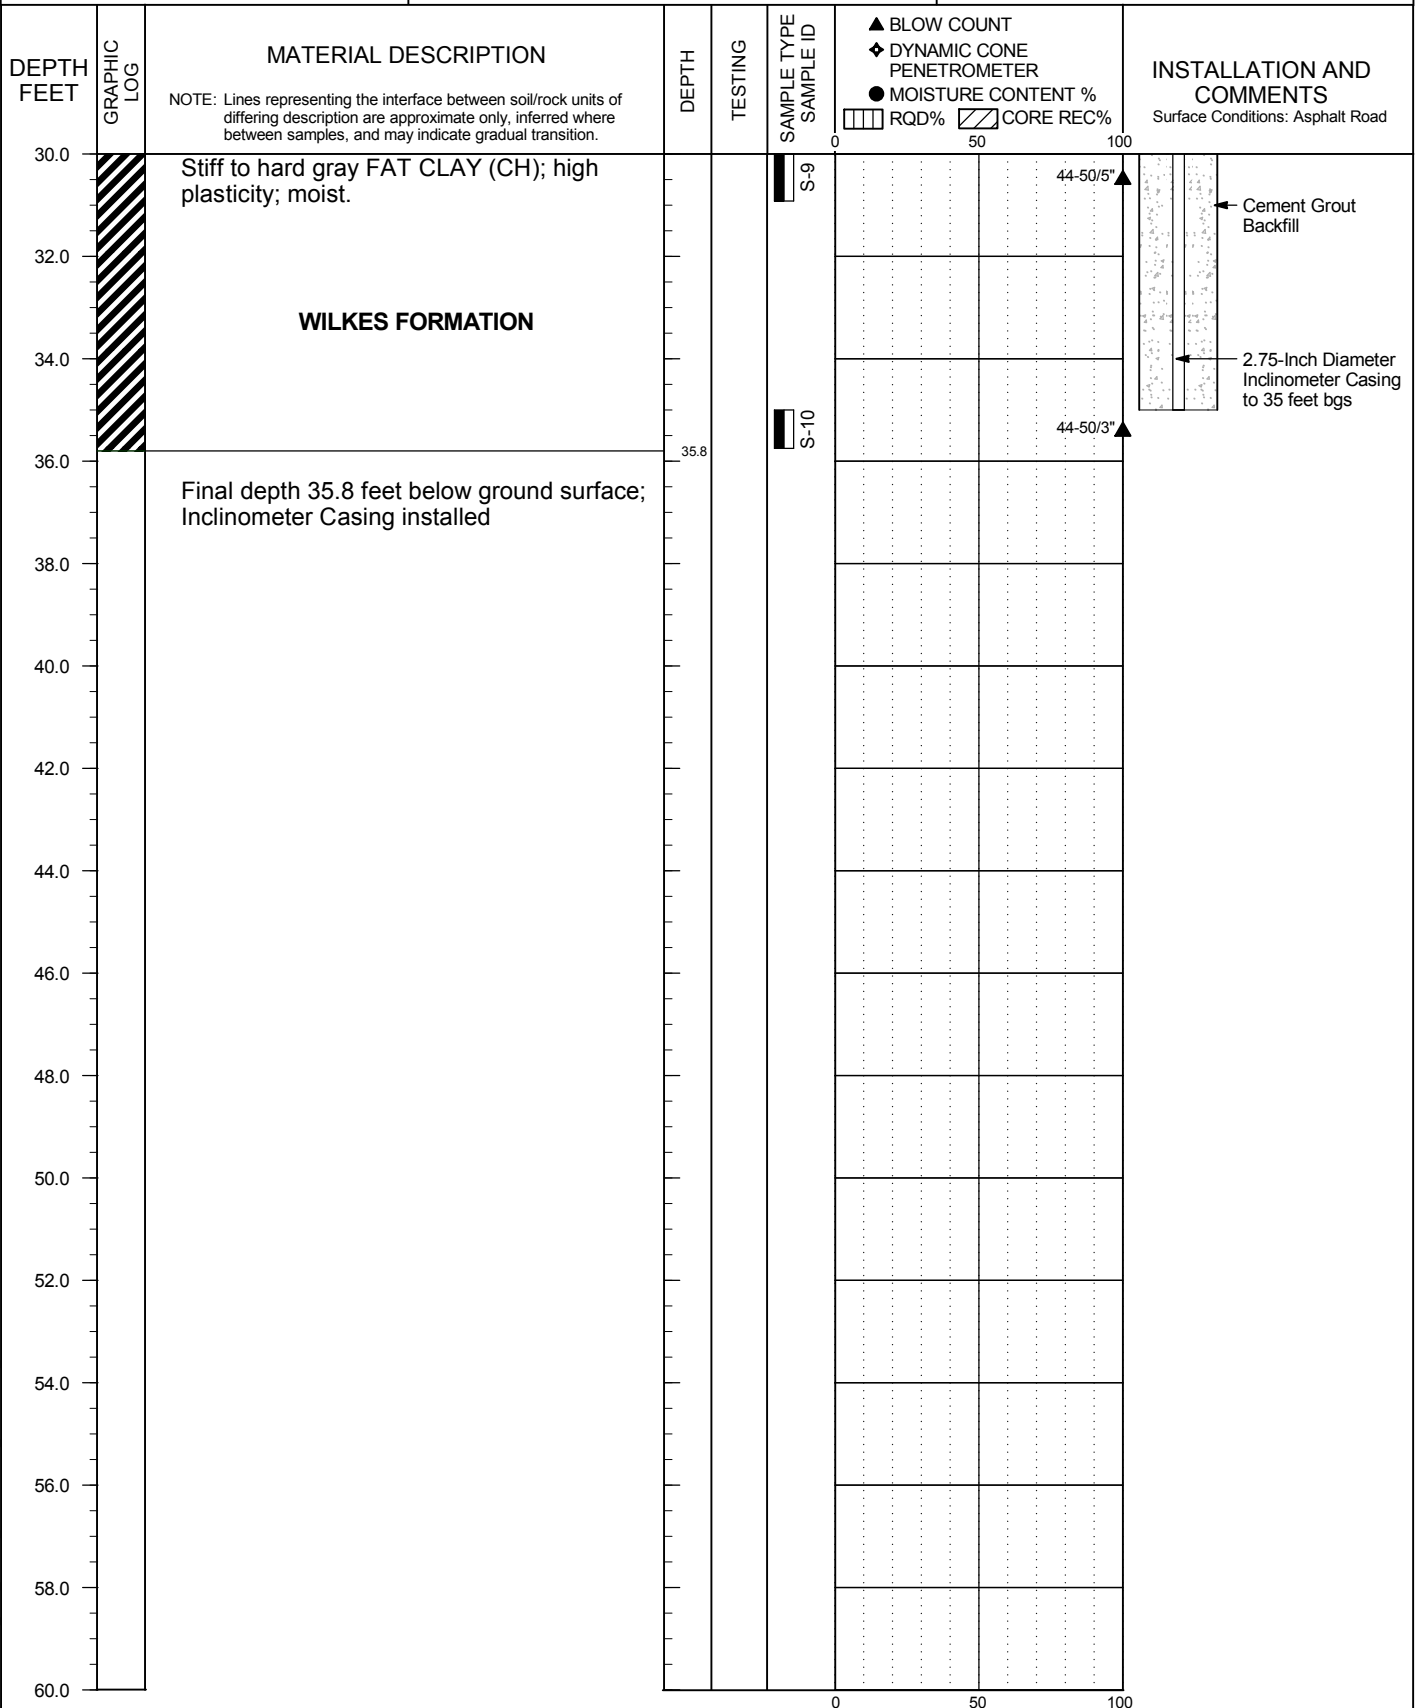 DEPTH
FEET
GRAPHIC
LOG
MATERIAL DESCRIPTION
NOTE: Lines representing the interface between soil/rock units of
differing description are approximate only, inferred where
between samples, and may indicate gradual transition.
DEPTH
TESTING
SAMPLE TYPE
SAMPLE ID
BLOW COUNT
DYNAMIC CONE
PENETROMETER
MOISTURE CONTENT %
RQD% CORE REC%
0 50 100
INSTALLATION AND
COMMENTS
Surface Conditions: Asphalt Road
30.0
Stiff to hard gray FAT CLAY (CH); high
plasticity; moist.
S-9
44-50/5"
Cement Grout
Backfill
32.0
WILKES FORMATION
34.0
2.75-Inch Diameter
Inclinometer Casing
to 35 feet bgs
S-10
44-50/3"
35.8
36.0
Final depth 35.8 feet below ground surface;
Inclinometer Casing installed
38.0
40.0
42.0
44.0
46.0
48.0
50.0
52.0
54.0
56.0
58.0
60.0
0 50 100